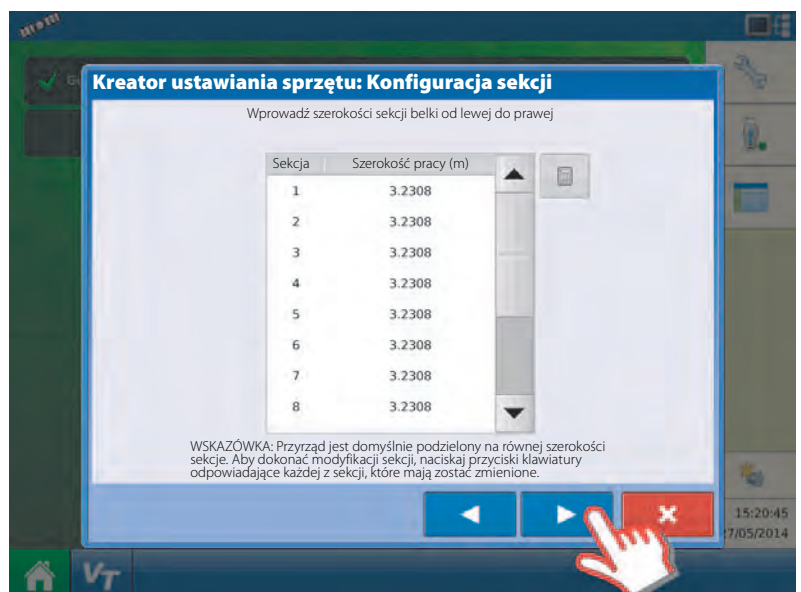 Kreator ustawiania sprzętu: Konfiguracja sekcji
Wprowadź szerokości sekcji belki od lewej do prawej
Sekcja Szerokość pracy (m)
1 3.2308
2 3.2308
3 3.2308
4 3.2308
5 3.2308
6 3.2308
7 3.2308
8 3.2308
WSKAZÓWKA: Przyrząd jest domyślnie podzielony na równej szerokości
sekcje. Aby dokonać modyfikacji sekcji, naciskaj przyciski klawiatury
odpowiadające każdej z sekcji, które mają zostać zmienione.
15:20:45
7/05/2014
VT